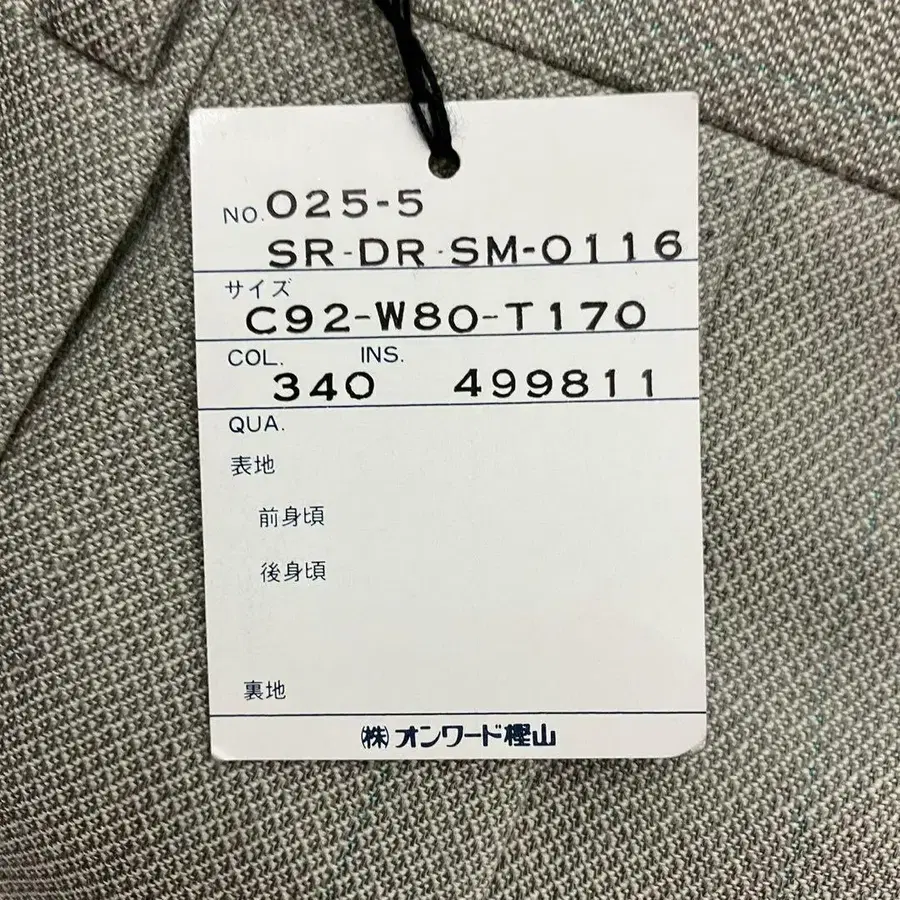 NO. 025-5
SR-DR-SM-0116
サイズ
C92-W80-T170
COL. INS.
340 499811
QUA.
表地
前身頃
後身頃
裏地
㈱オンワード樫山